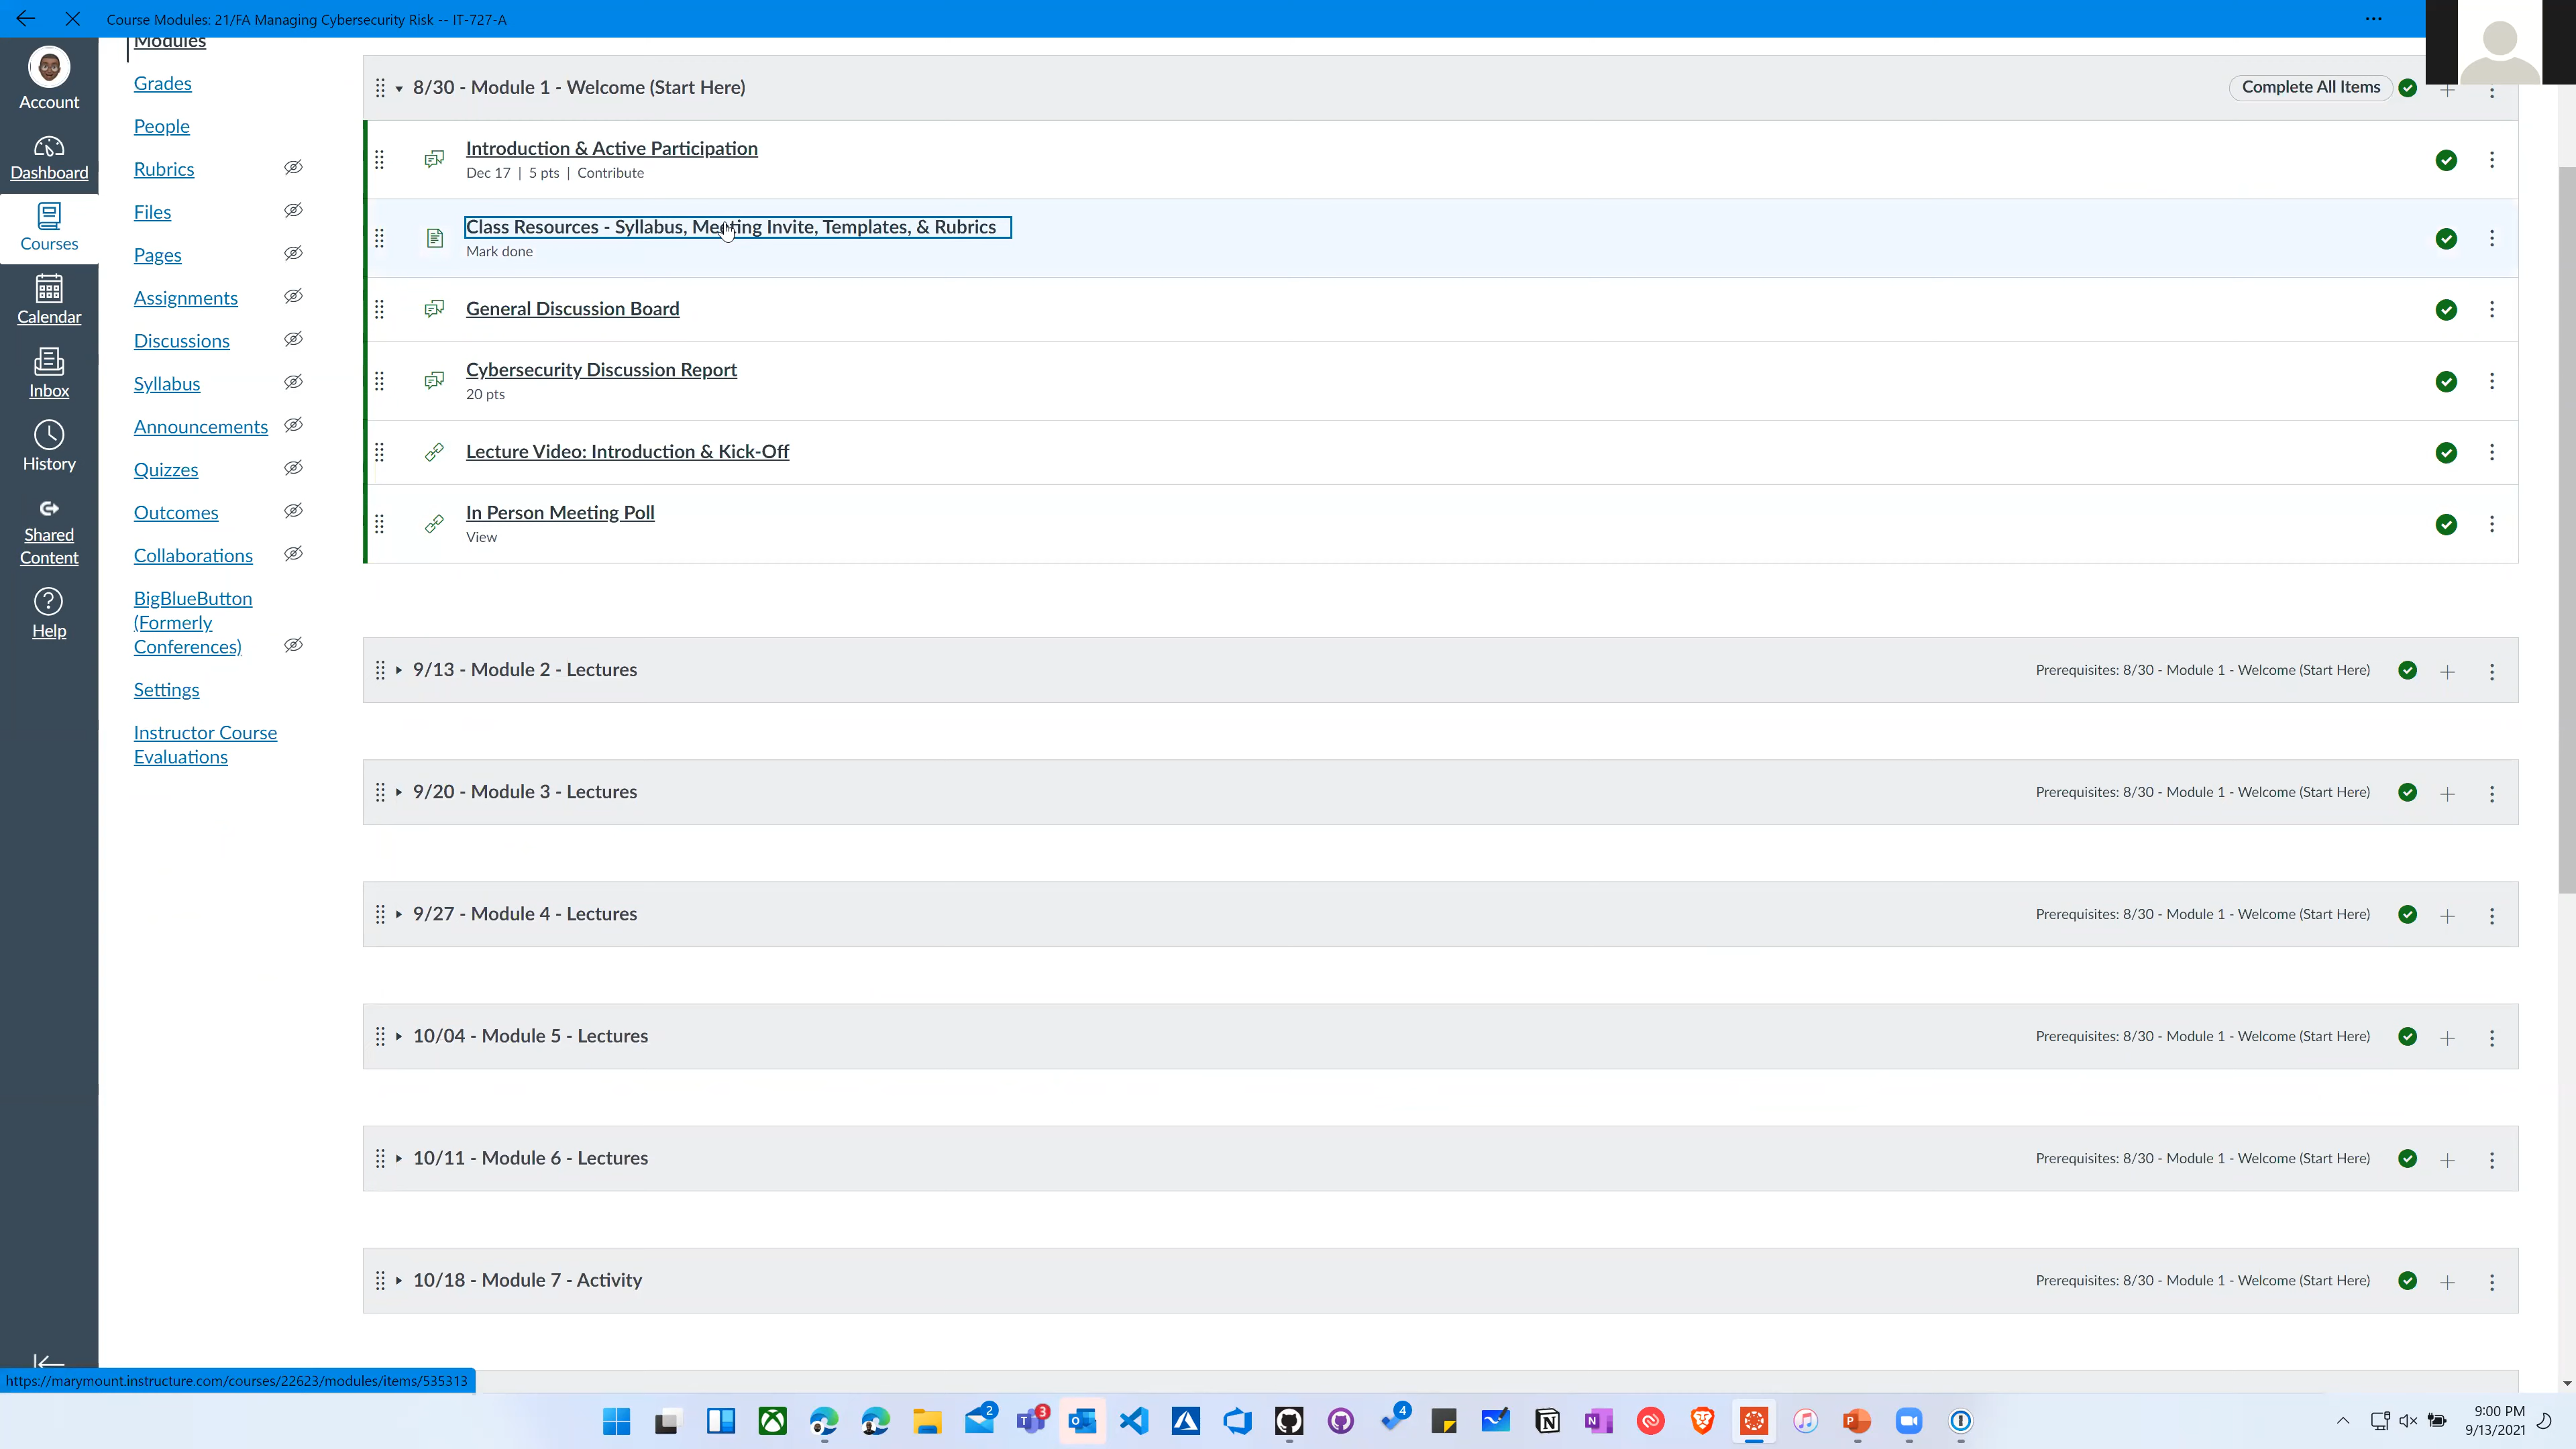 Course Modules: 21/FA Managing Cybersecurity Risk -- IT-727-A
Account
Dashboard
Courses
Calendar
Inbox
History
Shared
Content
Help
Modules
Grades
People
Rubrics
Files
Pages
Assignments
Discussions
Syllabus
Announcements
Quizzes
Outcomes
Collaborations
BigBlueButton
(Formerly
Conferences)
Settings
Instructor Course
Evaluations
8/30 - Module 1 - Welcome (Start Here)
Complete All Items
Introduction & Active Participation
Dec 17 | 5 pts | Contribute
Class Resources - Syllabus, Meeting Invite, Templates, & Rubrics
Mark done
General Discussion Board
Cybersecurity Discussion Report
20 pts
Lecture Video: Introduction & Kick-Off
In Person Meeting Poll
View
9/13 - Module 2 - Lectures
Prerequisites: 8/30 - Module 1 - Welcome (Start Here)
9/20 - Module 3 - Lectures
Prerequisites: 8/30 - Module 1 - Welcome (Start Here)
9/27 - Module 4 - Lectures
Prerequisites: 8/30 - Module 1 - Welcome (Start Here)
10/04 - Module 5 - Lectures
Prerequisites: 8/30 - Module 1 - Welcome (Start Here)
10/11 - Module 6 - Lectures
Prerequisites: 8/30 - Module 1 - Welcome (Start Here)
10/18 - Module 7 - Activity
Prerequisites: 8/30 - Module 1 - Welcome (Start Here)
https://marymount.instructure.com/courses/22623/modules/items/535313
2
3
4
9:00 PM
9/13/2021